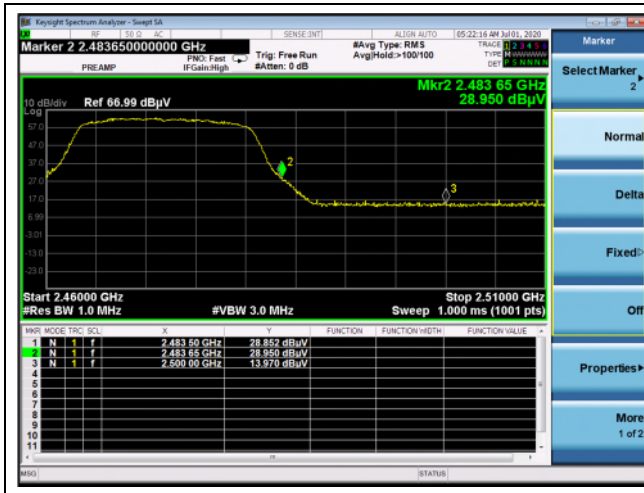 Keysight Spectrum Analyzer - Swept SA
RF 50 Ω AC SENSE:INT ALIGN AUTO 05:22:16 AM Jul 01, 2020
Marker 2 2.483650000000 GHz
PREAMP
PNO: Fast
IFGain:High
Trig: Free Run
#Atten: 0 dB
#Avg Type: RMS
Avg|Hold:>100/100
TRACE 1 2 3 4 5 6
TYPE
DET P S N N N N
Mkr2 2.483 65 GHz
28.950 dBµV
10 dB/div Ref 66.99 dBµV
Log
57.0
47.0
37.0
27.0
17.0
6.99
-3.01
-13.0
-23.0
2
3
Start 2.46000 GHz Stop 2.51000 GHz
#Res BW 1.0 MHz #VBW 3.0 MHz Sweep 1.000 ms (1001 pts)
MKR MODE TRC SCL X Y FUNCTION FUNCTION WIDTH FUNCTION VALUE
1 N 1 f 2.483 50 GHz 28.852 dBµV
2 N 1 f 2.483 65 GHz 28.950 dBµV
3 N 1 f 2.500 00 GHz 13.970 dBµV
4
5
6
7
8
9
10
11
MSG STATUS
Marker
Select Marker
2
Normal
Delta
Fixed
Off
Properties
More
1 of 2